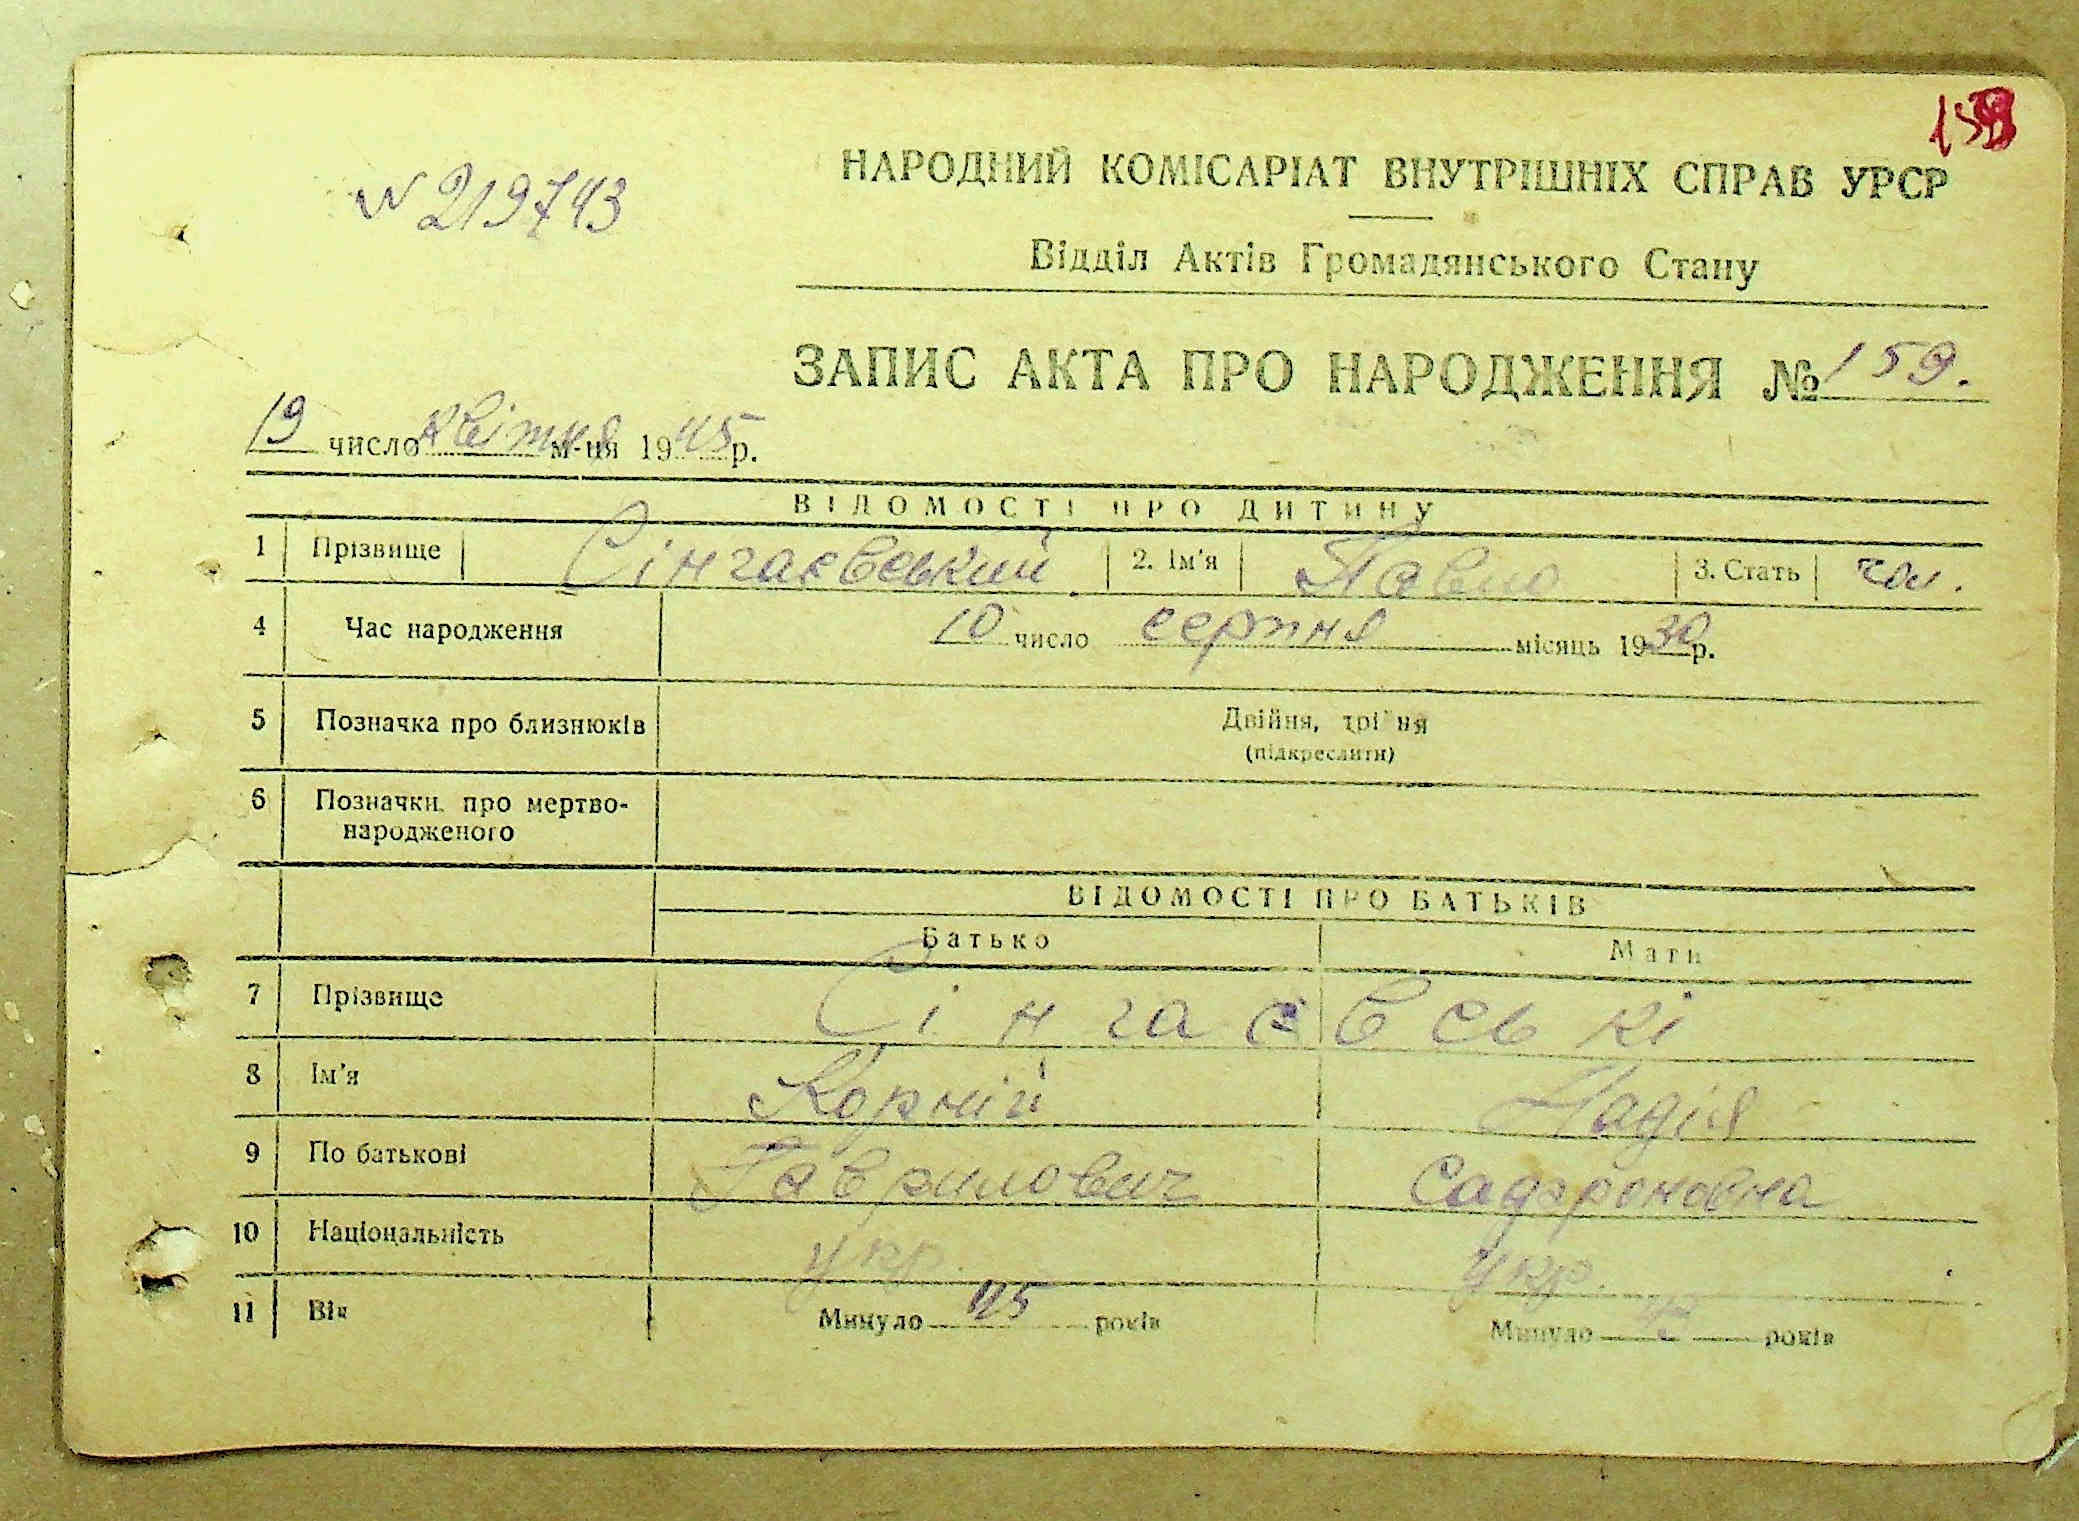 № 219743
НАРОДНИЙ КОМІСАРІАТ ВНУТРІШНІХ СПРАВ УРСР
Відділ Актів Громадянського Стану
ЗАПИС АКТА ПРО НАРОДЖЕННЯ № 159.
19 число квітня м-ця 1945 р.
ВІДОМОСТІ ПРО ДИТИНУ
1 Прізвище Сінгаєвський 2. Ім'я Павло 3. Стать чол.
4 Час народження 10 число серпня місяць 1930 р.
5 Позначка про близнюків Двійня, трійня
(підкреслити)
6 Позначки про мертво-
народженого
ВІДОМОСТІ ПРО БАТЬКІВ
Батько Мати
7 Прізвище Сінгаєвські
8 Ім'я Корній Надія
9 По батькові Гаврилович Сафроновна
10 Національність укр. укр.
11 Вік Минуло 45 років Минуло років